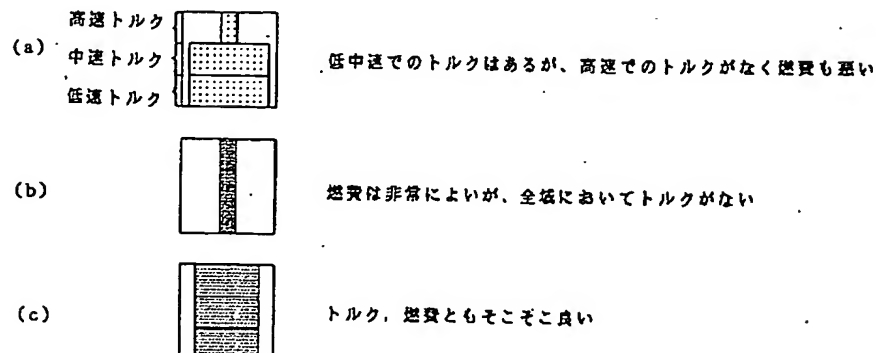 高速トルク
(a) 中速トルク 低中速でのトルクはあるが、高速でのトルクがなく燃費も悪い
低速トルク
(b) 燃費は非常によいが、全域においてトルクがない
(c) トルク，燃費ともそこそこ良い